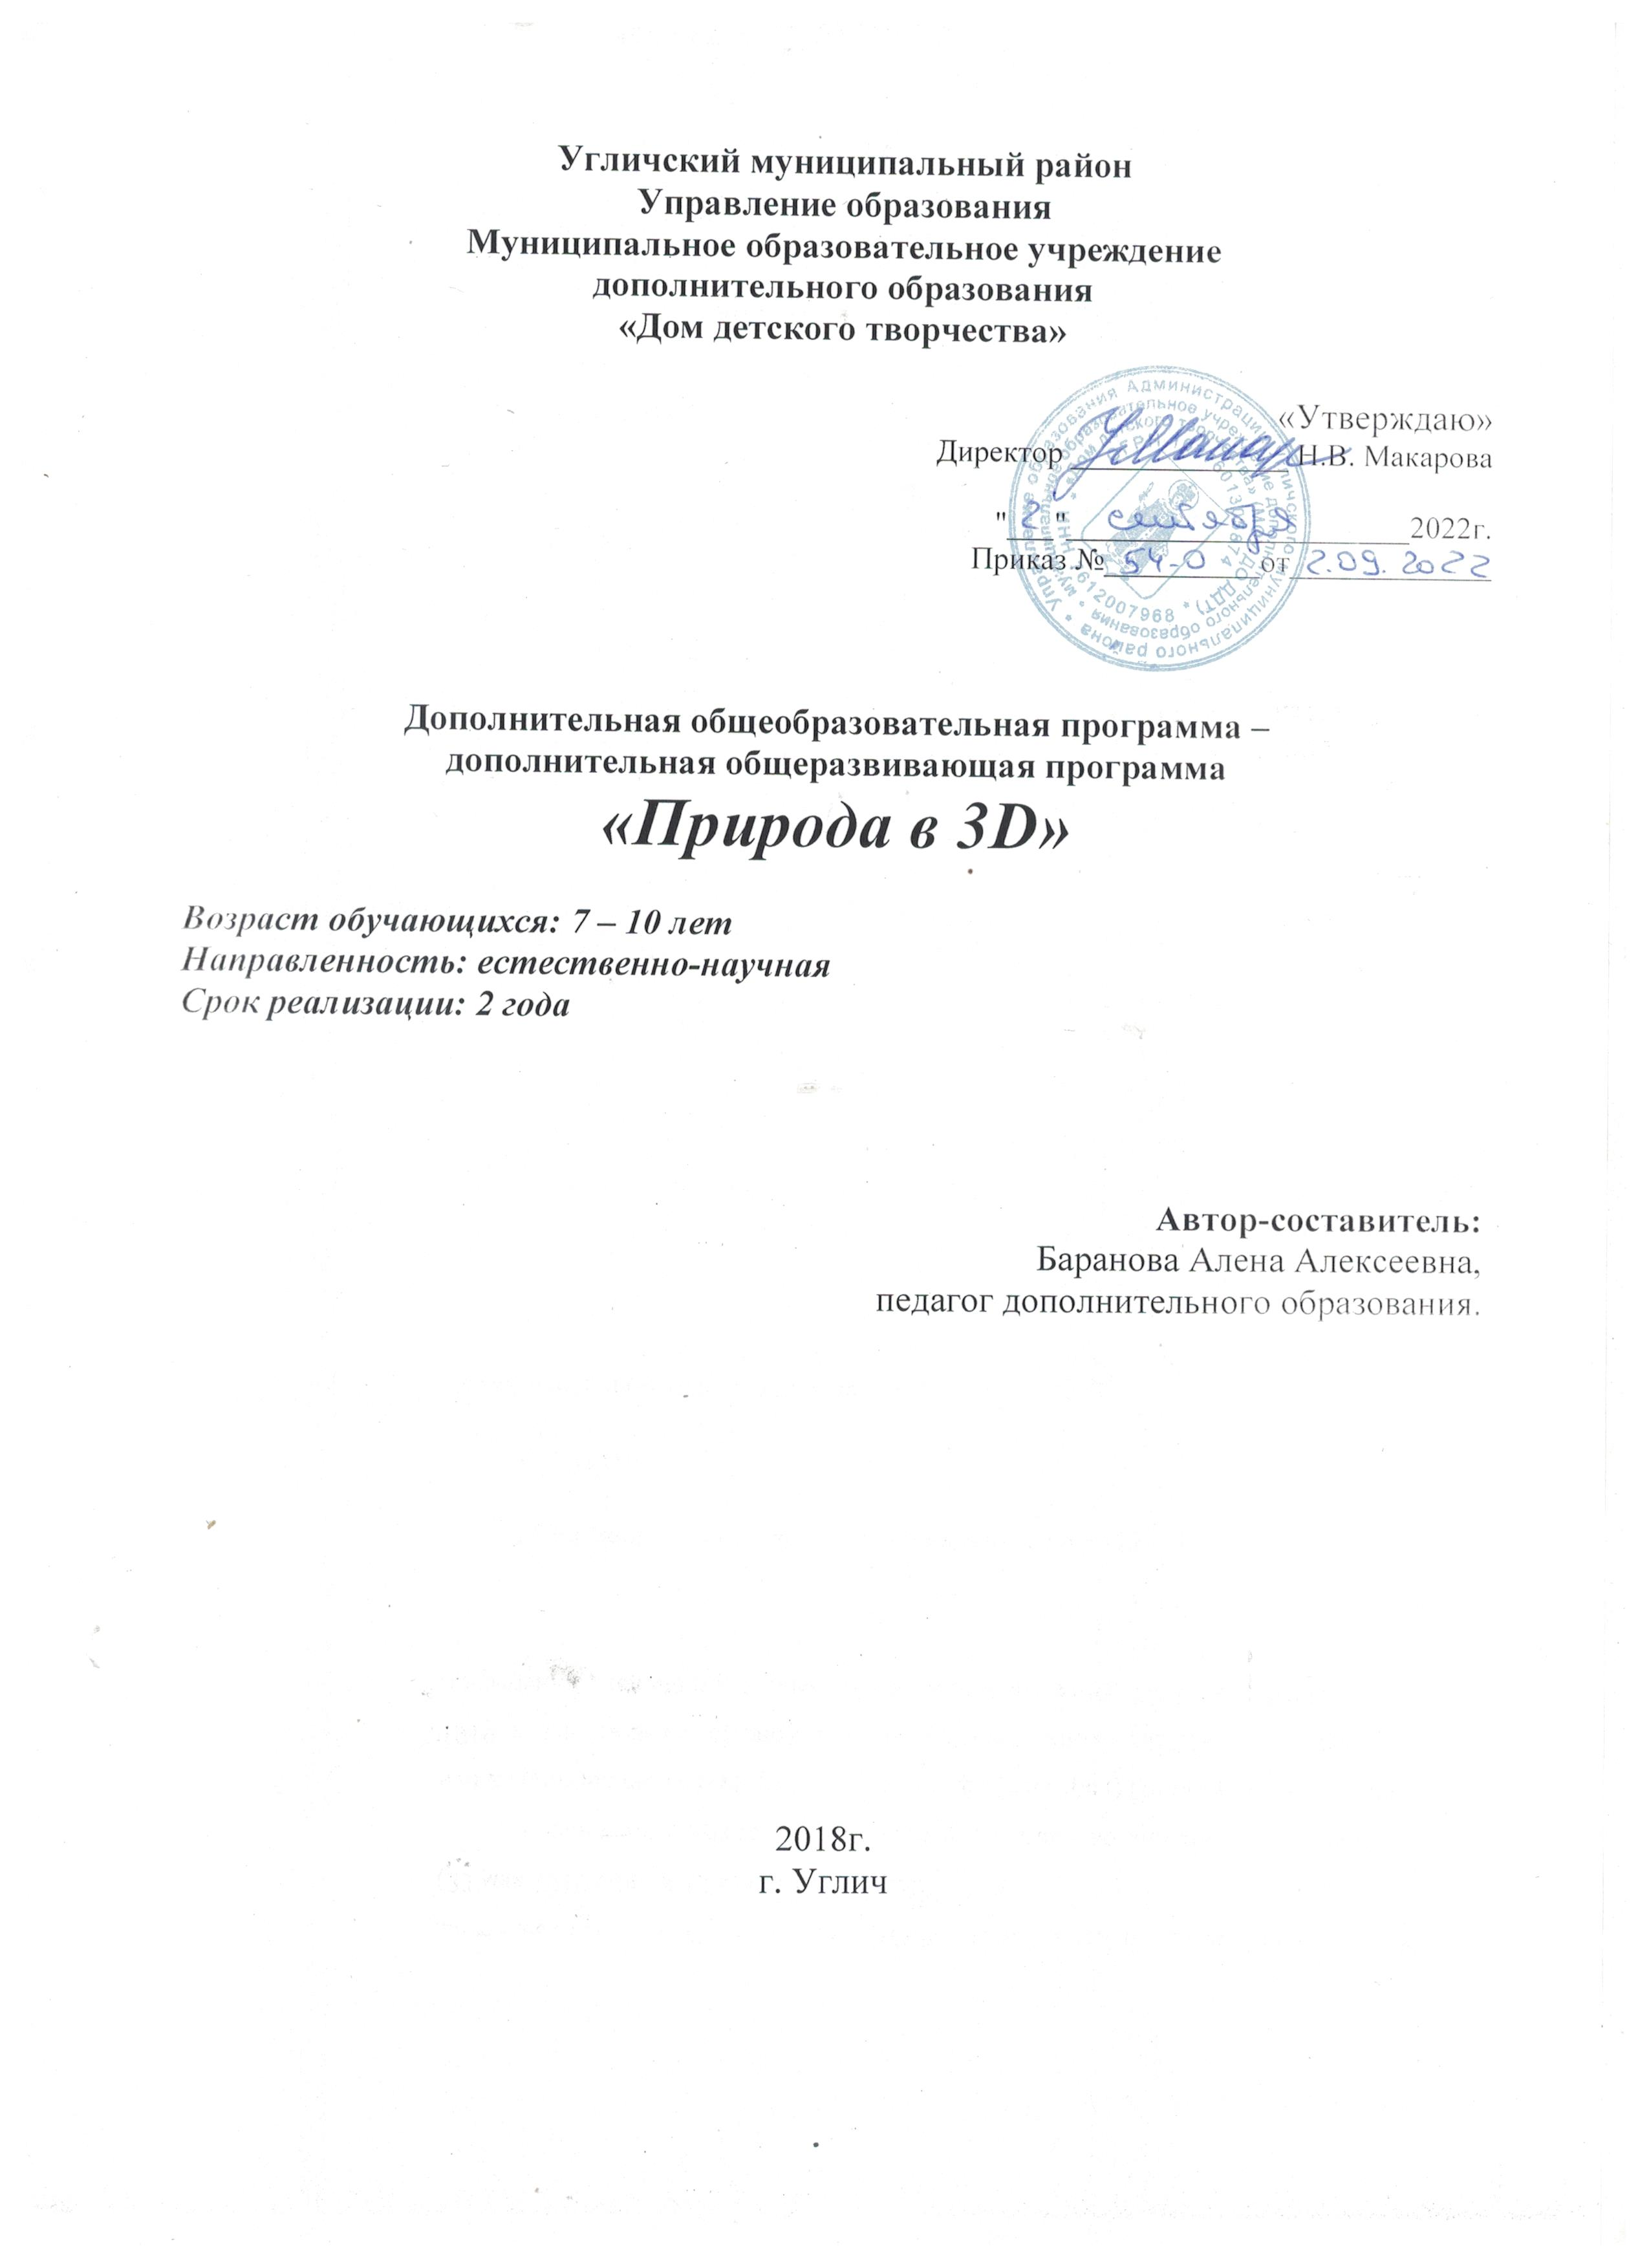 Угличский муниципальный район
Управление образования
Муниципальное образовательное учреждение
дополнительного образования
«Дом детского творчества»
«Утверждаю»
Директор Н.В. Макарова
"2" сентября 2022г.
Приказ № 54-О от 2.09.2022
Дополнительная общеобразовательная программа –
дополнительная общеразвивающая программа
«Природа в 3D»
Возраст обучающихся: 7 – 10 лет
Направленность: естественно-научная
Срок реализации: 2 года
Автор-составитель:
Баранова Алена Алексеевна,
педагог дополнительного образования.
2018г.
г. Углич